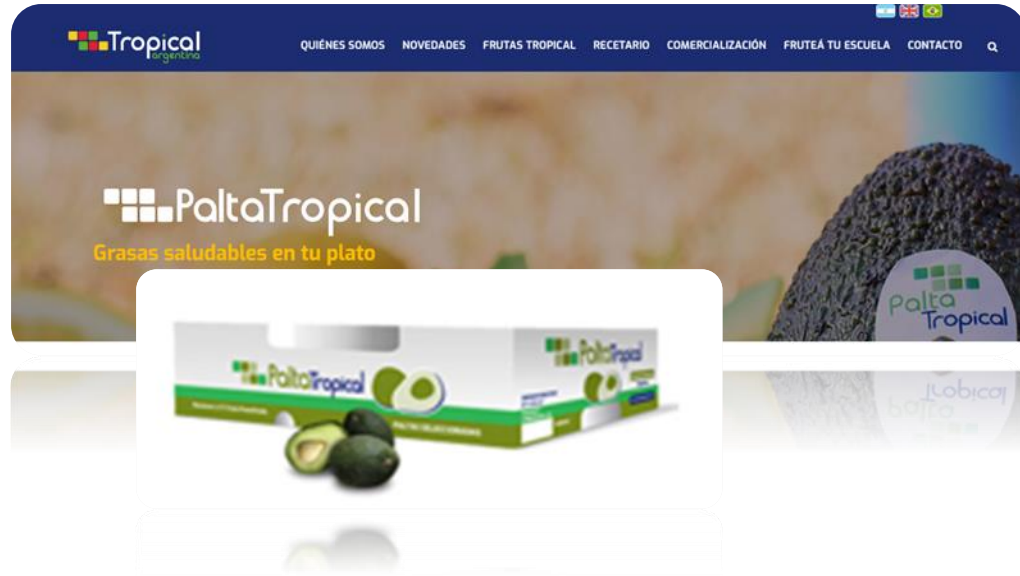 Tropical
argentina
QUIÉNES SOMOS NOVEDADES FRUTAS TROPICAL RECETARIO COMERCIALIZACIÓN FRUTEÁ TU ESCUELA CONTACTO
PaltaTropical
Grasas saludables en tu plato
Palta
Tropical
PaltaTropical
PaltaTropical